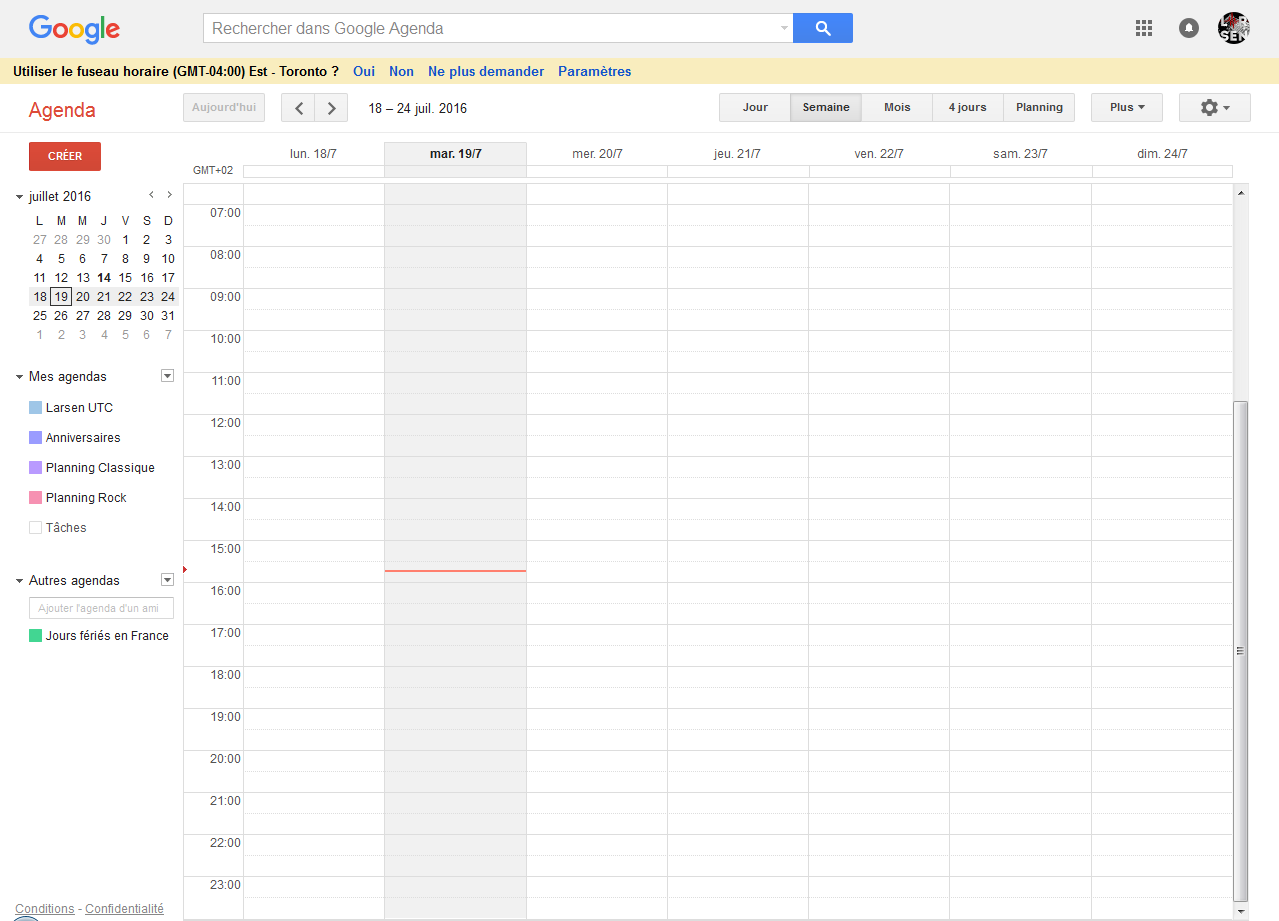 Google
Rechercher dans Google Agenda
Utiliser le fuseau horaire (GMT-04:00) Est - Toronto ? Oui Non Ne plus demander Paramètres
Agenda
Aujourd'hui
18 – 24 juil. 2016
Jour Semaine Mois 4 jours Planning Plus
CRÉER
juillet 2016
L M M J V S D
27 28 29 30 1 2 3
4 5 6 7 8 9 10
11 12 13 14 15 16 17
18 19 20 21 22 23 24
25 26 27 28 29 30 31
1 2 3 4 5 6 7
Mes agendas
Larsen UTC
Anniversaires
Planning Classique
Planning Rock
Tâches
Autres agendas
Ajouter l'agenda d'un ami
Jours fériés en France
Conditions - Confidentialité
lun. 18/7 mar. 19/7 mer. 20/7 jeu. 21/7 ven. 22/7 sam. 23/7 dim. 24/7
GMT+02
07:00
08:00
09:00
10:00
11:00
12:00
13:00
14:00
15:00
16:00
17:00
18:00
19:00
20:00
21:00
22:00
23:00